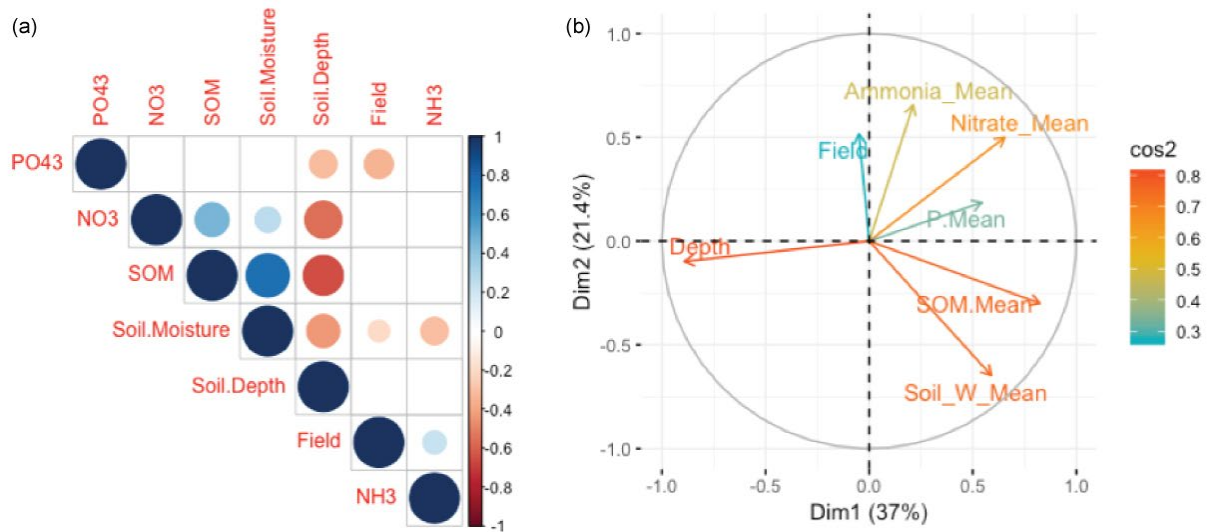 (a)
PO43
NO3
SOM
Soil.Moisture
Soil.Depth
Field
NH3
PO43
NO3
SOM
Soil.Moisture
Soil.Depth
Field
NH3
1
0.8
0.6
0.4
0.2
0
-0.2
-0.4
-0.6
-0.8
-1
(b)
1.0
0.5
0.0
-0.5
-1.0
Dim2 (21.4%)
Ammonia_Mean
Nitrate_Mean
Field
P.Mean
Depth
SOM.Mean
Soil_W_Mean
-1.0
-0.5
0.0
0.5
1.0
Dim1 (37%)
cos2
0.8
0.7
0.6
0.5
0.4
0.3